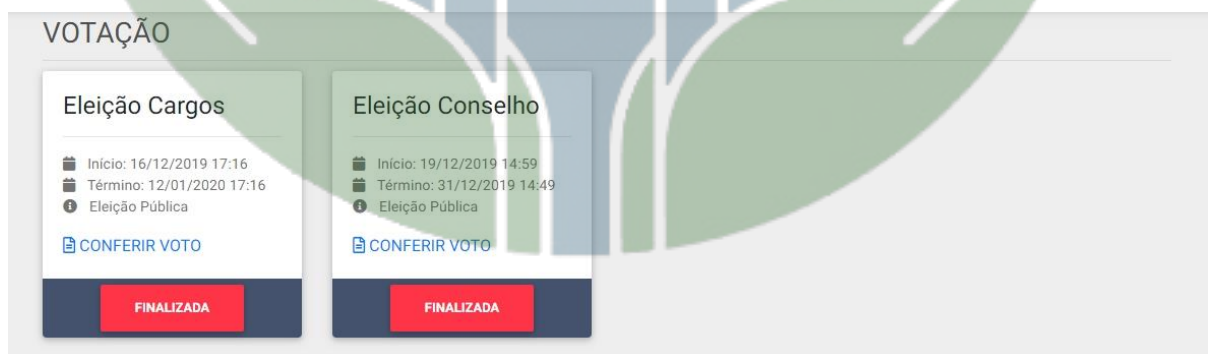 VOTAÇÃO
Eleição Cargos
Início: 16/12/2019 17:16
Término: 12/01/2020 17:16
Eleição Pública
CONFERIR VOTO
FINALIZADA
Eleição Conselho
Início: 19/12/2019 14:59
Término: 31/12/2019 14:49
Eleição Pública
CONFERIR VOTO
FINALIZADA